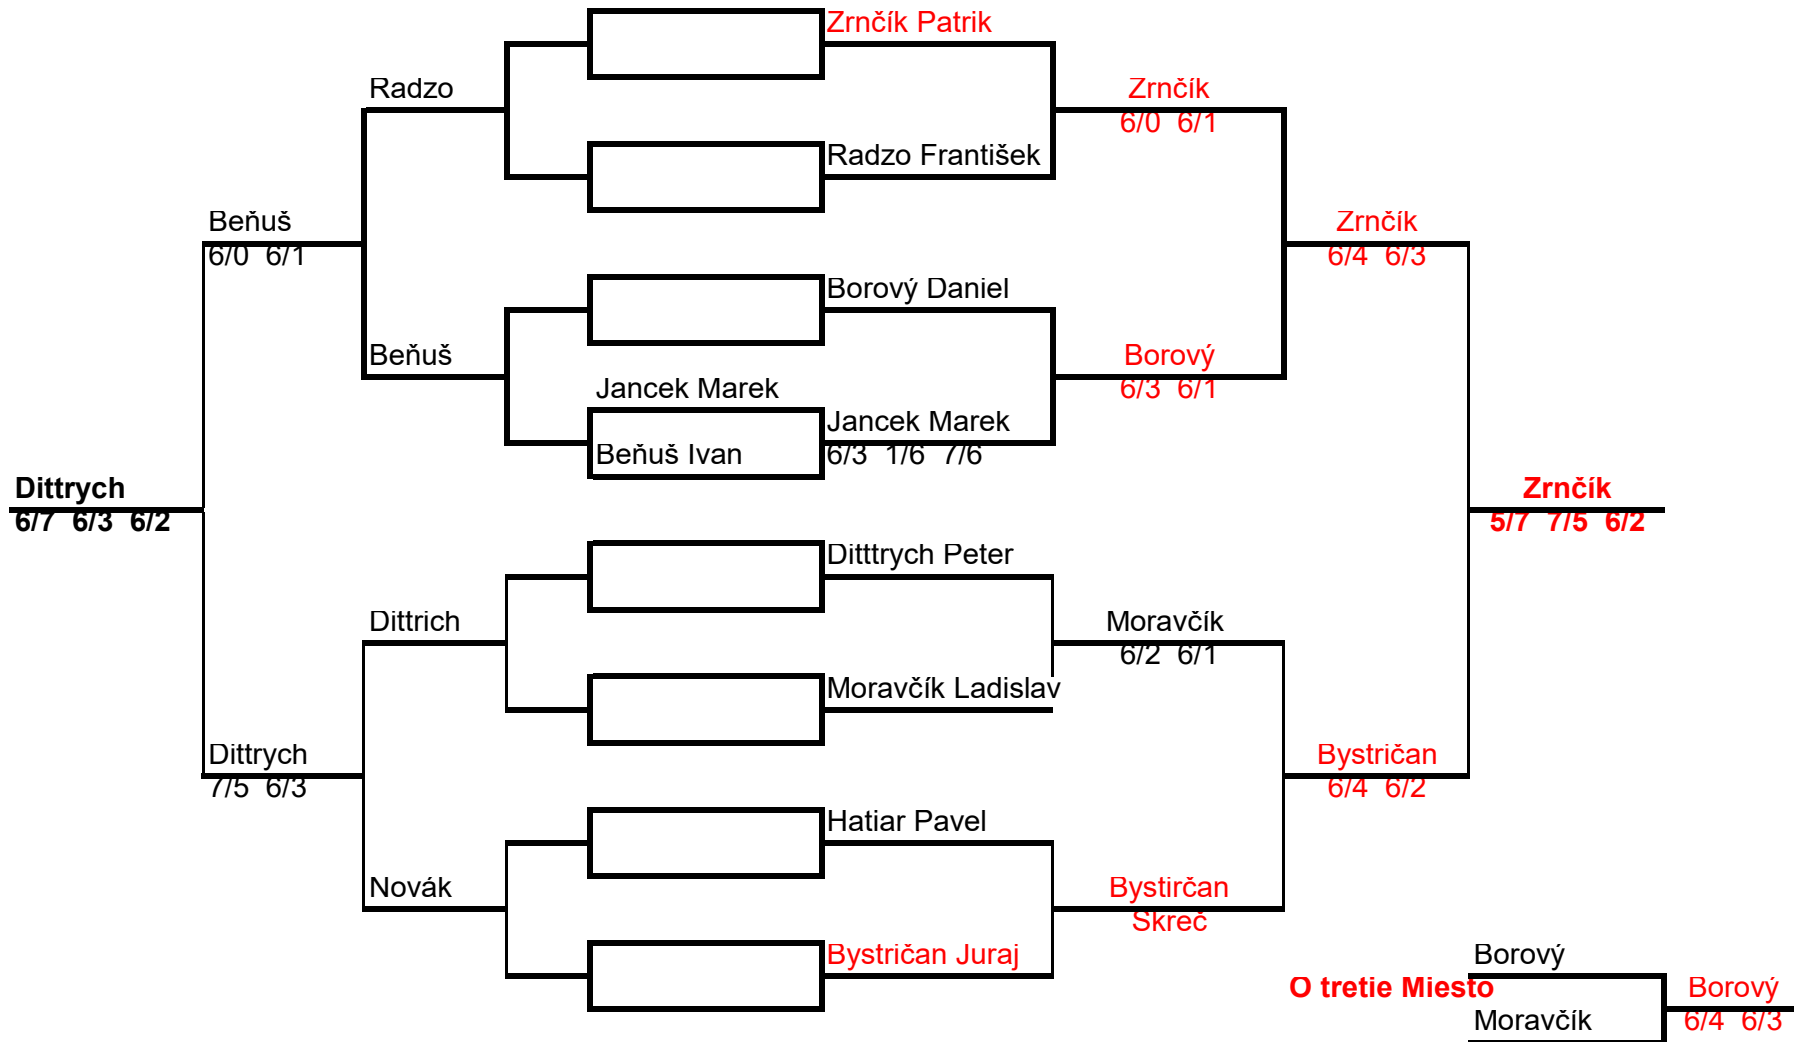 Zrnčík Patrik
Radzo
Zrnčík
6/0 6/1
Radzo František
Beňuš
6/0 6/1
Zrnčík
6/4 6/3
Borový Daniel
Beňuš
Borový
6/3 6/1
Jancek Marek
Jancek Marek
Beňuš Ivan
6/3 1/6 7/6
Dittrych
6/7 6/3 6/2
Zrnčík
5/7 7/5 6/2
Ditttrych Peter
Dittrich
Moravčík
6/2 6/1
Moravčík Ladislav
Dittrych
7/5 6/3
Bystričan
6/4 6/2
Hatiar Pavel
Novák
Bystirčan
Skreč
Bystričan Juraj
Borový
O tretie Miesto
Borový
Moravčík
6/4 6/3